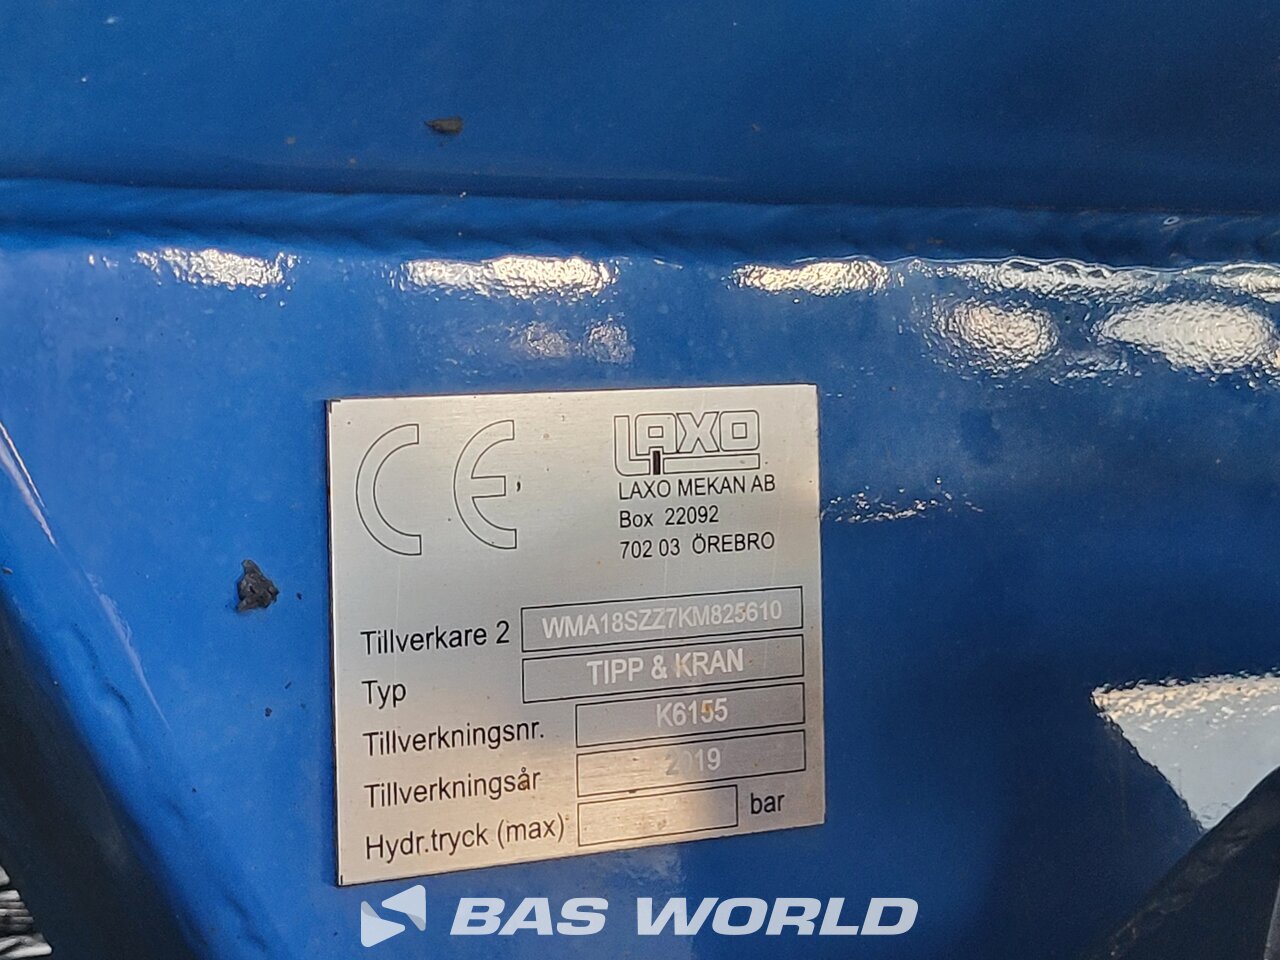 CE
LAXO
LAXO MEKAN AB
Box 22092
702 03 ÖREBRO
Tillverkare 2 WMA18SZZ7KM825610
Typ TIPP & KRAN
Tillverkningsnr. K6155
Tillverkningsår 2019
Hydr.tryck (max) bar
BAS WORLD